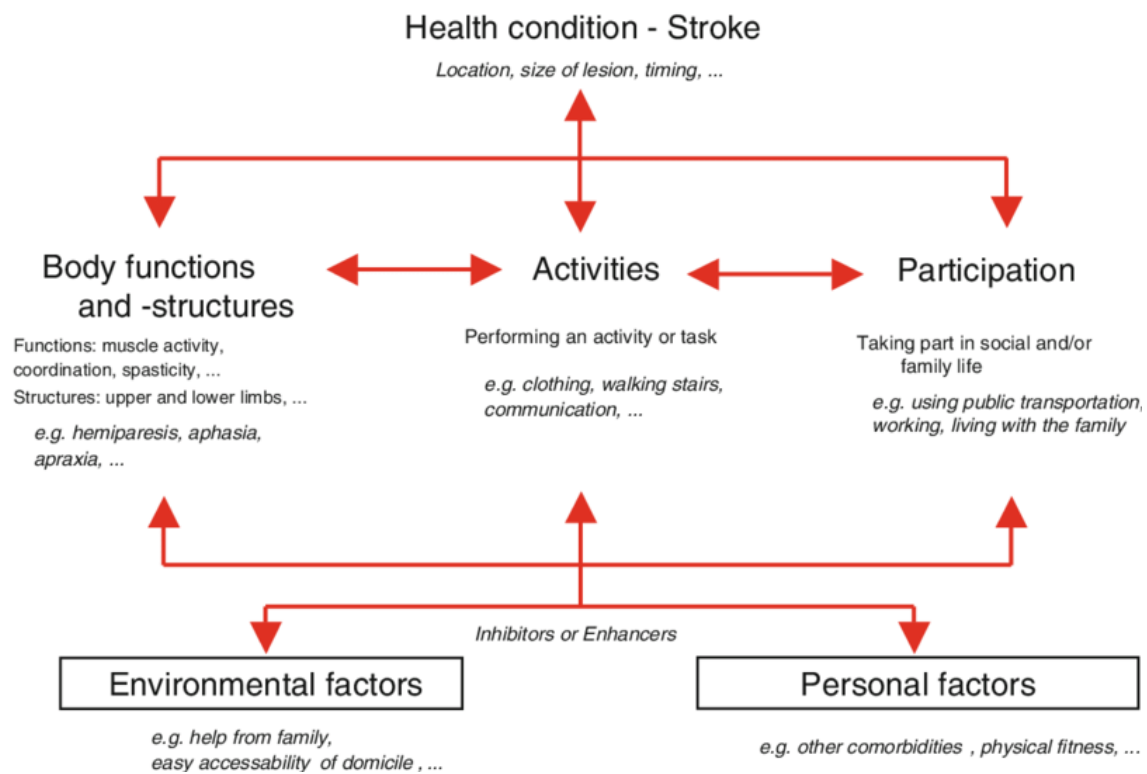 Health condition - Stroke
Location, size of lesion, timing, ...
Body functions
and -structures
Functions: muscle activity,
coordination, spasticity, ...
Structures: upper and lower limbs, ...
e.g. hemiparesis, aphasia,
apraxia, ...
Activities
Performing an activity or task
e.g. clothing, walking stairs,
communication, ...
Participation
Taking part in social and/or
family life
e.g. using public transportation,
working, living with the family
Inhibitors or Enhancers
Environmental factors
e.g. help from family,
easy accessability of domicile , ...
Personal factors
e.g. other comorbidities , physical fitness, ...